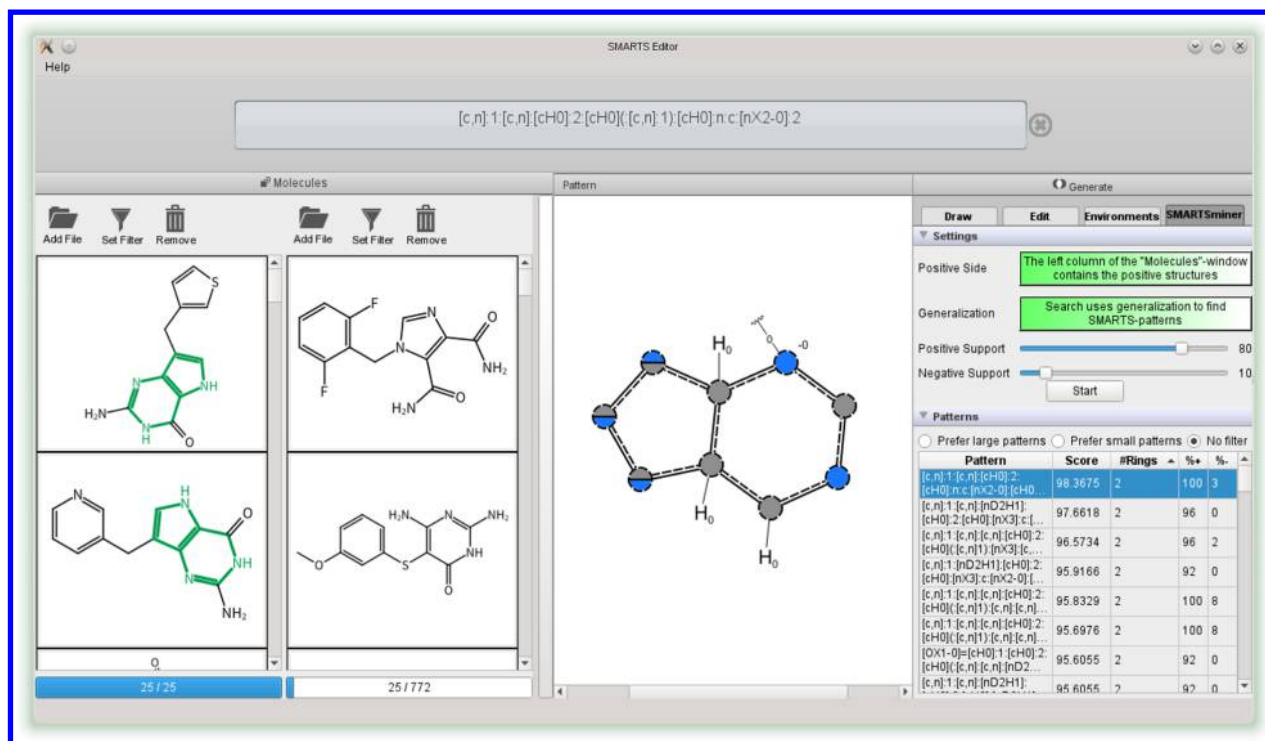 SMARTS Editor
Help
[c,n]:1:[c,n]:[cH0]:2:[cH0](:[c,n]:1):[cH0]:n:c:[nX2-0]:2
Molecules
Pattern
Generate
Add File Set Filter Remove
Add File Set Filter Remove
Draw Edit Environments SMARTSminer
Settings
Positive Side
The left column of the "Molecules"-window
contains the positive structures
Generalization
Search uses generalization to find
SMARTS-patterns
Positive Support 80
Negative Support 10
Start
Patterns
Prefer large patterns Prefer small patterns No filter
Pattern Score #Rings %+ %-
[c,n]:1:[c,n]:[cH0]:2:
[cH0]:n:c:[nX2-0]:[cH0...
98.3675 2 100 3
[c,n]:1:[c,n]:[nD2H1]:
[cH0]:2:[cH0]:[nX3]:c:[...
97.6618 2 96 0
[c,n]:1:[c,n]:[c,n]:[cH0]:2:
[cH0](:[c,n]1):[nX3]:[c,...
96.5734 2 96 2
[c,n]:1:[nD2H1]:[cH0]:2:
[cH0]:[nX3]:c:[nX2-0]:[...
95.9166 2 92 0
[c,n]:1:[c,n]:[c,n]:[cH0]:2:
[cH0](:[c,n]1):[c,n]:[c,n]...
95.8329 2 100 8
[c,n]:1:[c,n]:[c,n]:[cH0]:2:
[cH0](:[c,n]1):[c,n]:[c,n]...
95.6976 2 100 8
[OX1-0]=[cH0]:1:[cH0]:2:
[cH0](:[c,n]:[c,n]:[nD2...
95.6055 2 92 0
[c,n]:1:[c,n]:[nD2H1]:
95.6055 2 92 0
S
N
NH
H₂N
N
H
O
F
N
O
N
NH₂
F
H₂N
O
N
H
N
O
NH
N
NH₂
H₂N
N
NH₂
O
S
NH
O
O
H₀
0
-0
H₀
H₀
25 / 25
25 / 772